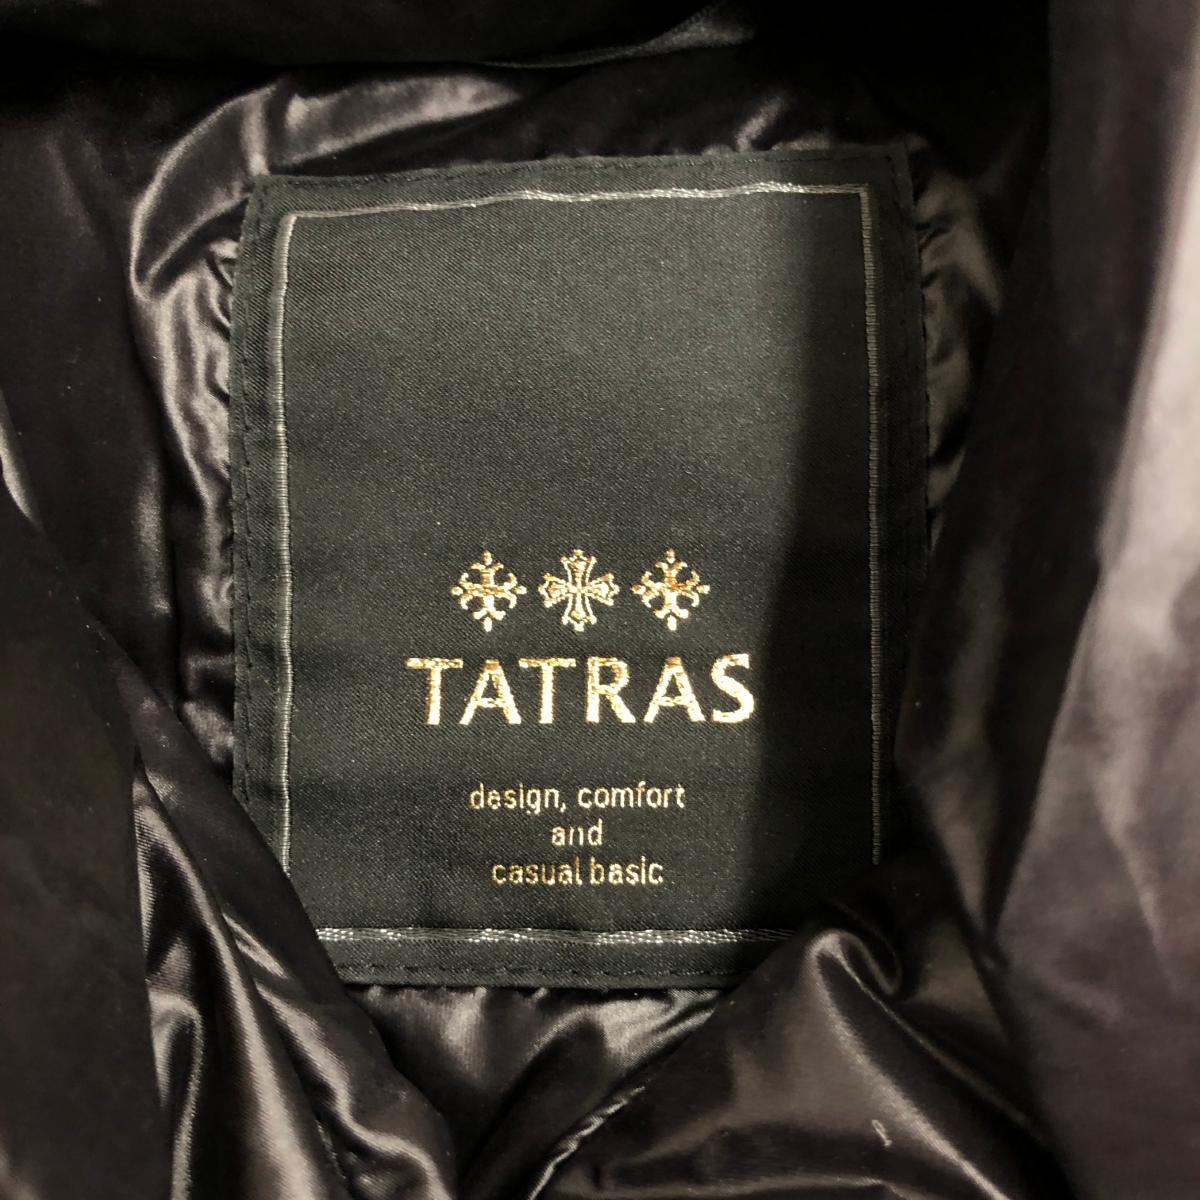 TATRAS
design, comfort
and
casual basic